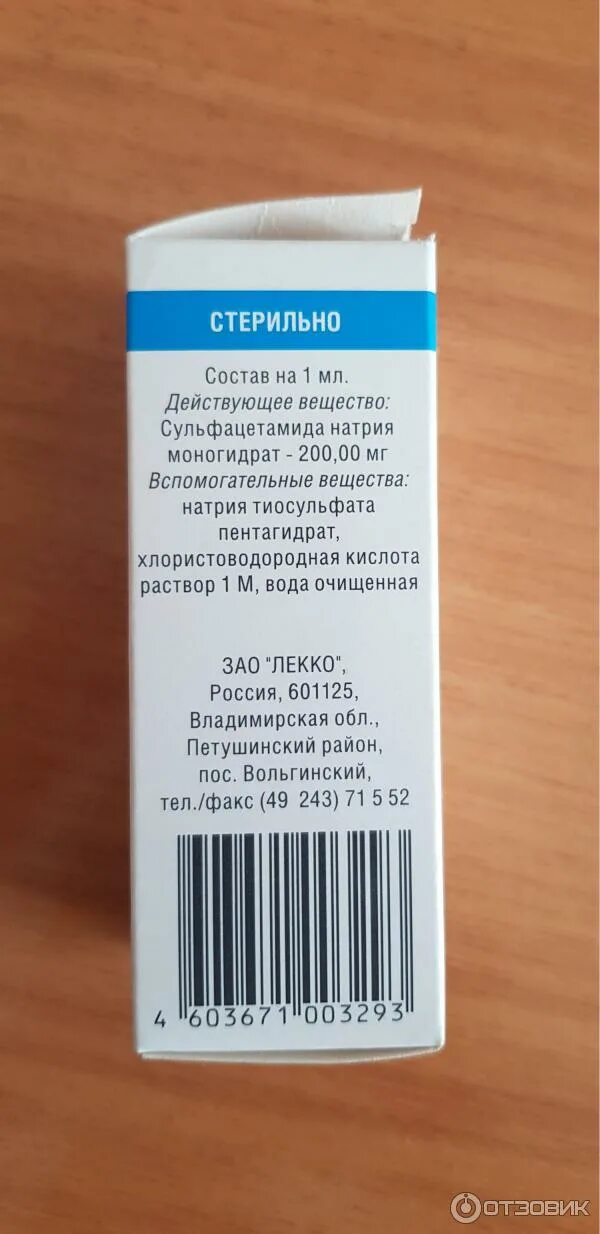 СТЕРИЛЬНО
Состав на 1 мл.
Действующее вещество:
Сульфацетамида натрия
моногидрат - 200,00 мг
Вспомогательные вещества:
натрия тиосульфата
пентагидрат,
хлористоводородная кислота
раствор 1 М, вода очищенная
ЗАО "ЛЕККО",
Россия, 601125,
Владимирская обл.,
Петушинский район,
пос. Вольгинский,
тел./факс (49 243) 71 5 52
4 603671 003293
ОТЗОВИК